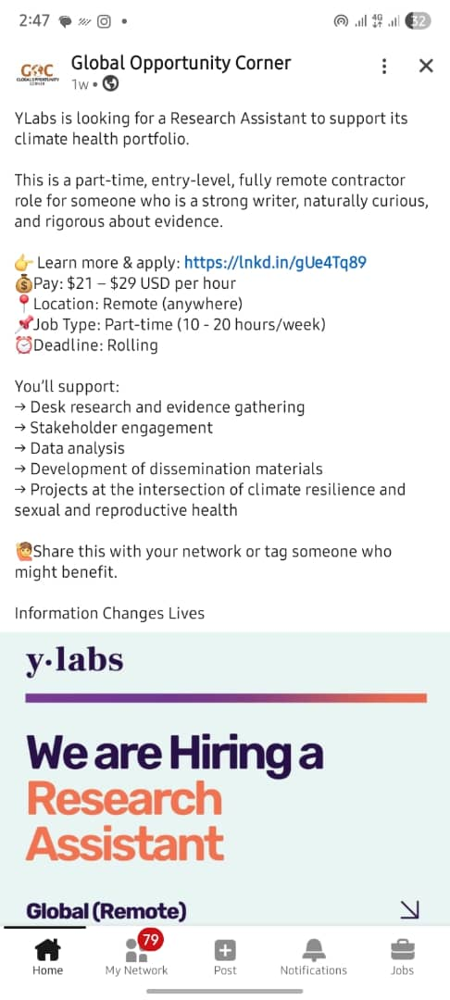 2:47
4G
32
GOC
GLOBAL OPPORTUNITY
CORNER
Global Opportunity Corner
1w •
YLabs is looking for a Research Assistant to support its
climate health portfolio.
This is a part-time, entry-level, fully remote contractor
role for someone who is a strong writer, naturally curious,
and rigorous about evidence.
👉 Learn more & apply: https://lnkd.in/gUe4Tq89
💰Pay: $21 – $29 USD per hour
📍Location: Remote (anywhere)
📌Job Type: Part-time (10 - 20 hours/week)
⏰Deadline: Rolling
You'll support:
→ Desk research and evidence gathering
→ Stakeholder engagement
→ Data analysis
→ Development of dissemination materials
→ Projects at the intersection of climate resilience and
sexual and reproductive health
🙋Share this with your network or tag someone who
might benefit.
Information Changes Lives
y·labs
We are Hiring a
Research
Assistant
Global (Remote)
79
Home
My Network
Post
Notifications
Jobs